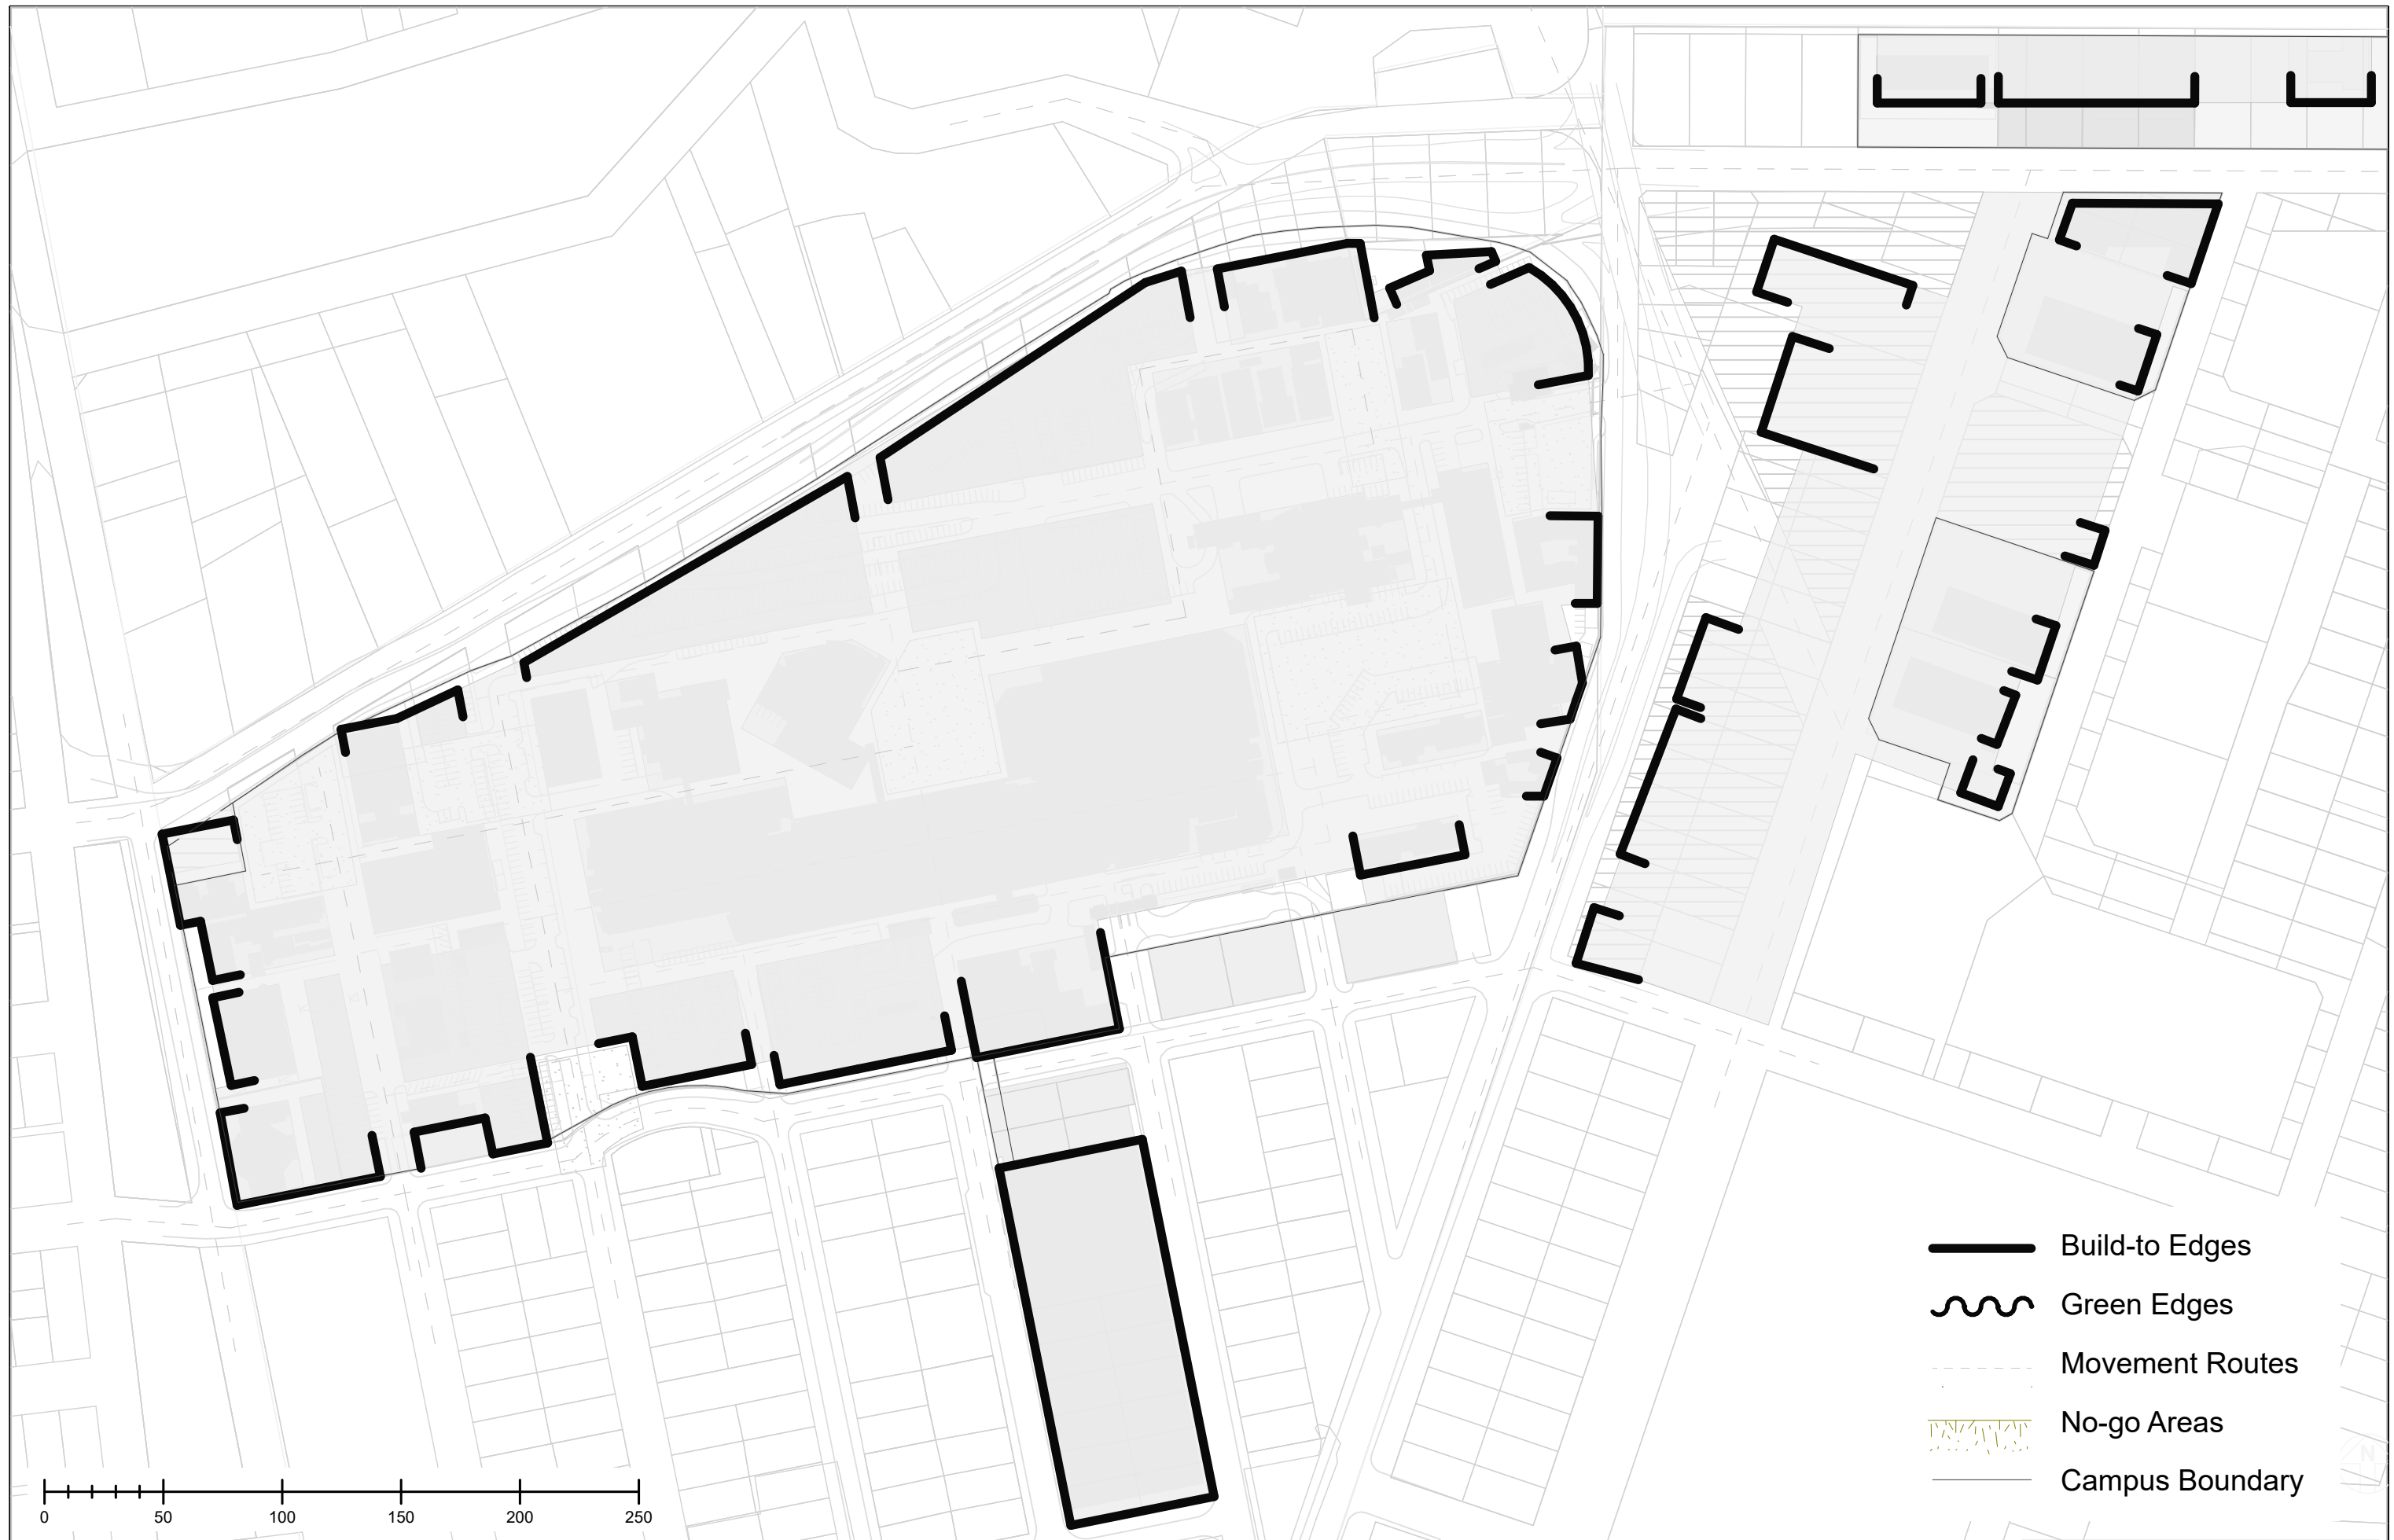 Build-to Edges
Green Edges
Movement Routes
No-go Areas
Campus Boundary
N
0 50 100 150 200 250